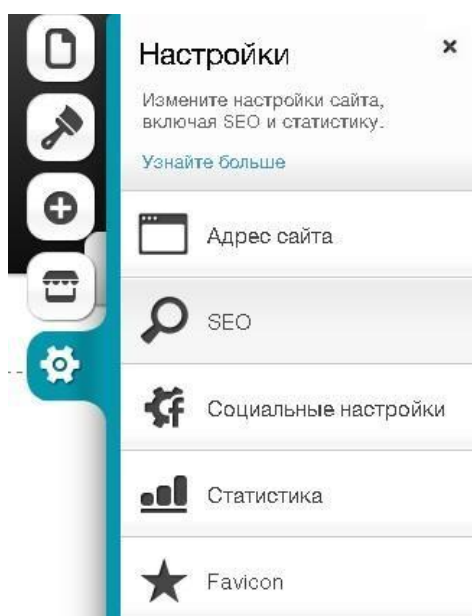 Настройки
×
Измените настройки сайта,
включая SEO и статистику.
Узнайте больше
Адрес сайта
SEO
Социальные настройки
Статистика
Favicon